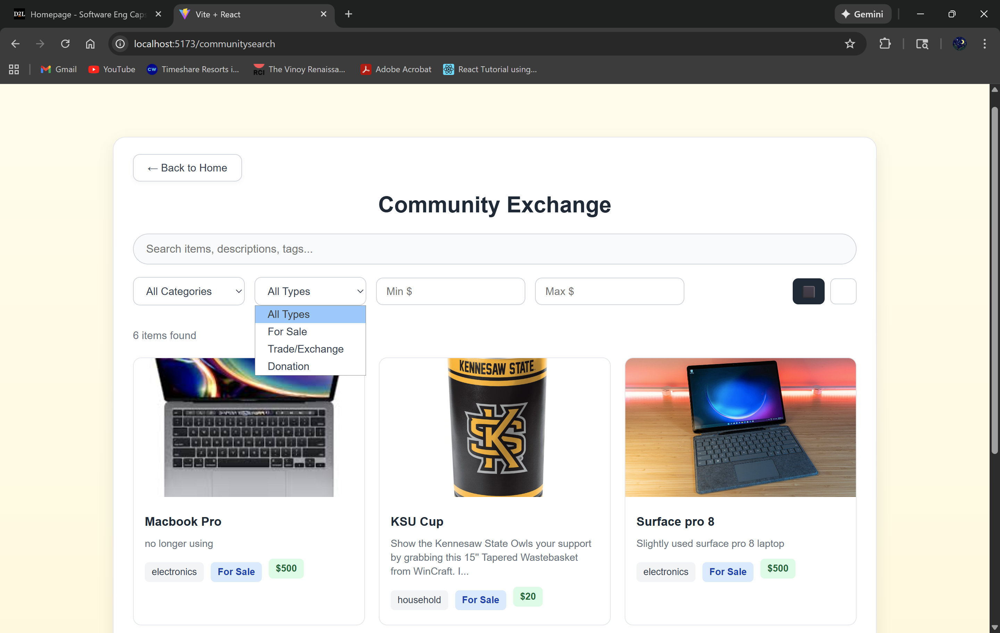 D2L Homepage - Software Eng Caps
Vite + React
Gemini
localhost:5173/communitysearch
Gmail
YouTube
CW Timeshare Resorts i...
RCI The Vinoy Renaissa...
Adobe Acrobat
React Tutorial using...
← Back to Home
Community Exchange
Search items, descriptions, tags...
All Categories
All Types
Min $
Max $
All Types
For Sale
Trade/Exchange
Donation
6 items found
KENNESAW STATE
KS
Macbook Pro
no longer using
electronics
For Sale
$500
KSU Cup
Show the Kennesaw State Owls your support
by grabbing this 15" Tapered Wastebasket
from WinCraft. I...
household
For Sale
$20
Surface pro 8
Slightly used surface pro 8 laptop
electronics
For Sale
$500